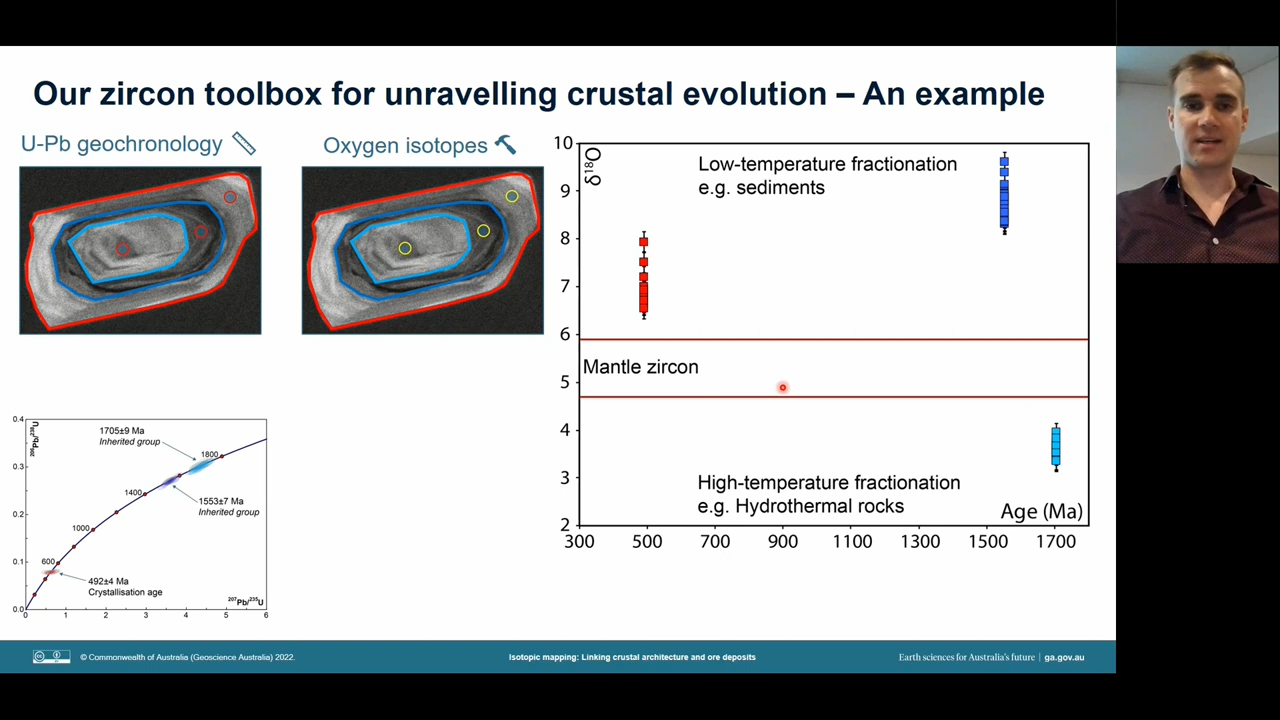 Our zircon toolbox for unravelling crustal evolution – An example
U-Pb geochronology
Oxygen isotopes
10
9
8
7
6
5
4
3
2
δ¹⁸O
Low-temperature fractionation
e.g. sediments
Mantle zircon
High-temperature fractionation
e.g. Hydrothermal rocks
Age (Ma)
300 500 700 900 1100 1300 1500 1700
0.4
0.3
0.2
0.1
0.0
²⁰⁶Pb/²³⁸U
1705±9 Ma
Inherited group
1800
1400
1553±7 Ma
Inherited group
1000
600
492±4 Ma
Crystallisation age
²⁰⁷Pb/²³⁵U
0 1 2 3 4 5 6
© Commonwealth of Australia (Geoscience Australia) 2022.
Isotopic mapping: Linking crustal architecture and ore deposits
Earth sciences for Australia's future | ga.gov.au